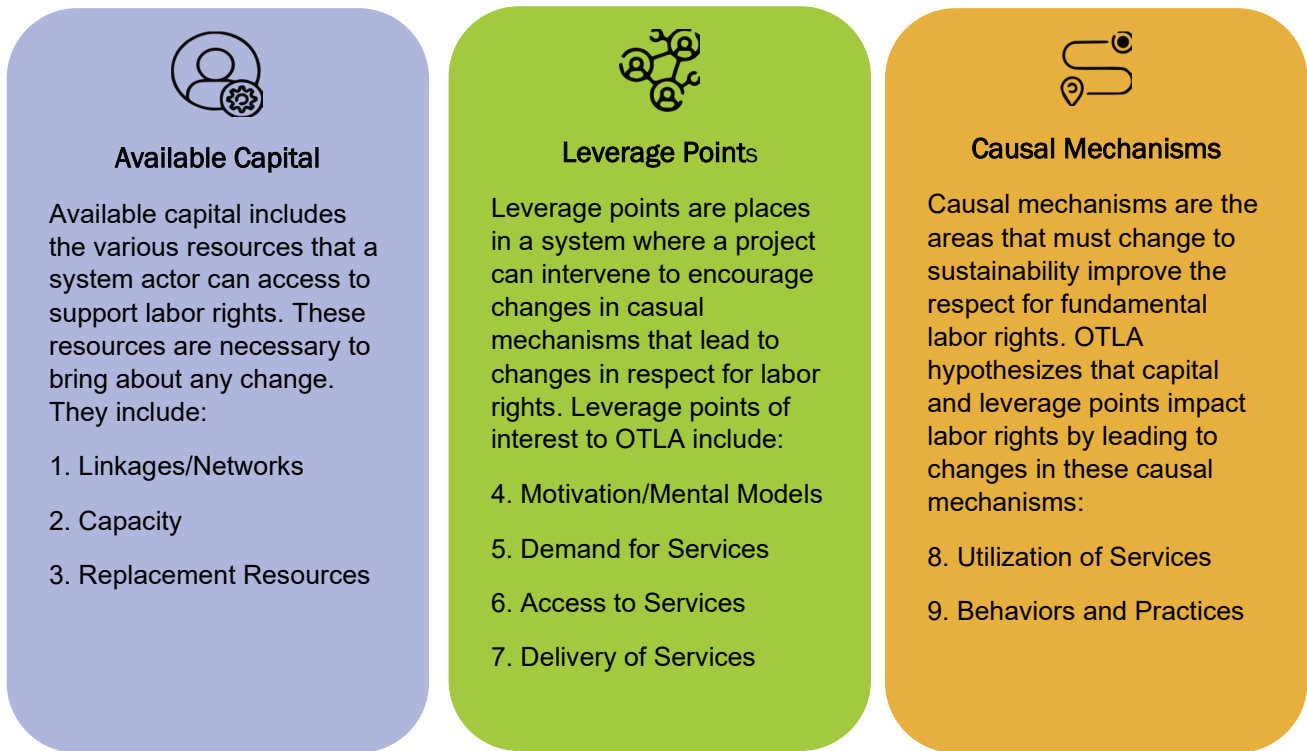 Available Capital
Available capital includes
the various resources that a
system actor can access to
support labor rights. These
resources are necessary to
bring about any change.
They include:
1. Linkages/Networks
2. Capacity
3. Replacement Resources
Leverage Points
Leverage points are places
in a system where a project
can intervene to encourage
changes in casual
mechanisms that lead to
changes in respect for labor
rights. Leverage points of
interest to OTLA include:
4. Motivation/Mental Models
5. Demand for Services
6. Access to Services
7. Delivery of Services
Causal Mechanisms
Causal mechanisms are the
areas that must change to
sustainability improve the
respect for fundamental
labor rights. OTLA
hypothesizes that capital
and leverage points impact
labor rights by leading to
changes in these causal
mechanisms:
8. Utilization of Services
9. Behaviors and Practices